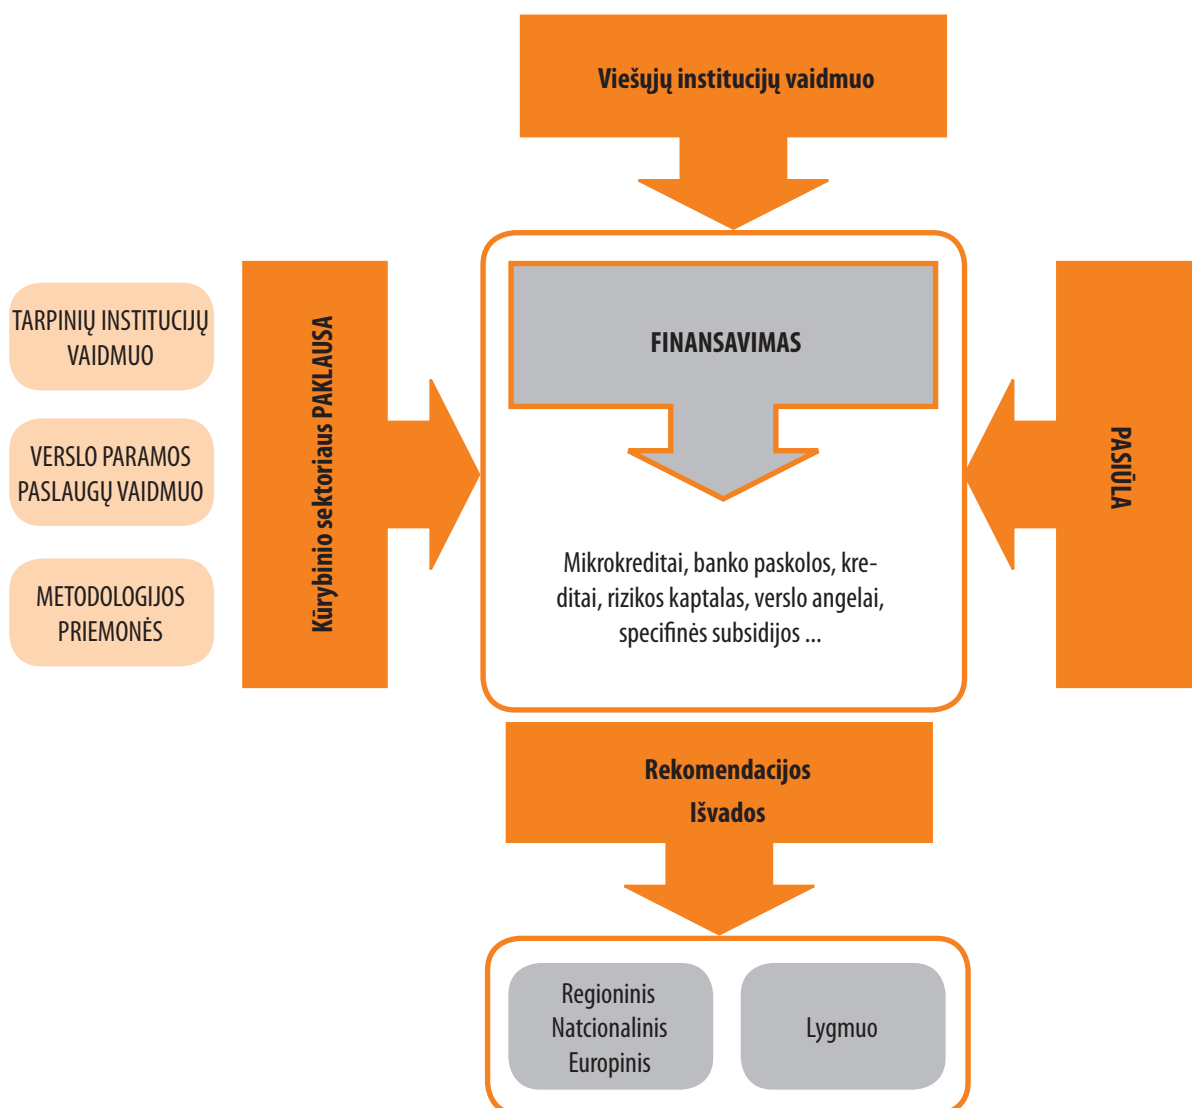 Viešųjų institucijų vaidmuo
TARPINIŲ INSTITUCIJŲ
VAIDMUO
VERSLO PARAMOS
PASLAUGŲ VAIDMUO
METODOLOGIJOS
PRIEMONĖS
Kūrybinio sektoriaus PAKLAUSA
FINANSAVIMAS
Mikrokreditai, banko paskolos, kre-
ditai, rizikos kaptalas, verslo angelai,
specifinės subsidijos ...
PASIŪLA
Rekomendacijos
Išvados
Regioninis
Natcionalinis
Europinis
Lygmuo